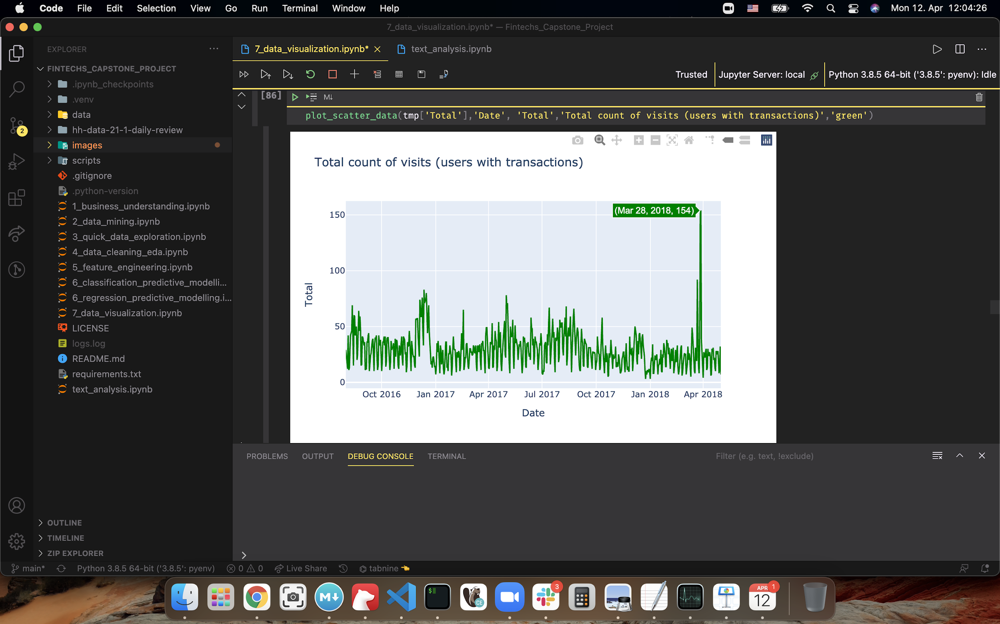 Code File Edit Selection View Go Run Terminal Window Help Mon 12. Apr 12:04:26
7_data_visualization.ipynb* — Fintechs_Capstone_Project
EXPLORER
7_data_visualization.ipynb*
text_analysis.ipynb
FINTECHS_CAPSTONE_PROJECT
.ipynb_checkpoints
.venv
data
hh-data-21-1-daily-review
images
scripts
.gitignore
.python-version
1_business_understanding.ipynb
2_data_mining.ipynb
3_quick_data_exploration.ipynb
4_data_cleaning_eda.ipynb
5_feature_engineering.ipynb
6_classification_predictive_modelli...
6_regression_predictive_modelling.i...
7_data_visualization.ipynb
LICENSE
logs.log
README.md
requirements.txt
text_analysis.ipynb
2
OUTLINE
TIMELINE
ZIP EXPLORER
Trusted Jupyter Server: local Python 3.8.5 64-bit ('3.8.5': pyenv): Idle
[86] M↓
plot_scatter_data(tmp['Total'],'Date', 'Total','Total count of visits (users with transactions)','green')
Total count of visits (users with transactions)
(Mar 28, 2018, 154)
150
100
50
0
Total
Oct 2016 Jan 2017 Apr 2017 Jul 2017 Oct 2017 Jan 2018 Apr 2018
Date
PROBLEMS OUTPUT DEBUG CONSOLE TERMINAL Filter (e.g. text, !exclude)
main* Python 3.8.5 64-bit ('3.8.5': pyenv) 0 0 Live Share tabnine
M↓
$
CE
3
APR
12
1